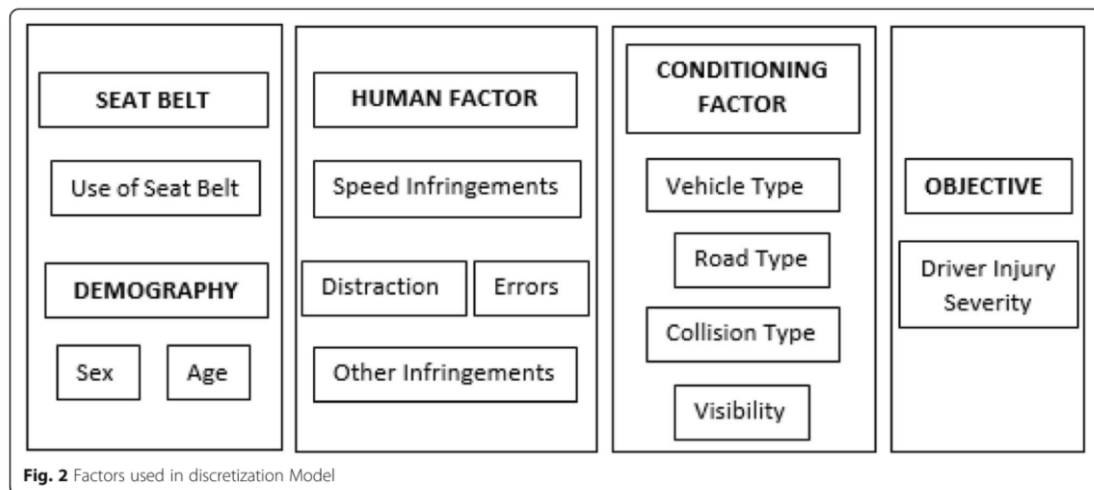 SEAT BELT
Use of Seat Belt
DEMOGRAPHY
Sex
Age
HUMAN FACTOR
Speed Infringements
Distraction
Errors
Other Infringements
CONDITIONING
FACTOR
Vehicle Type
Road Type
Collision Type
Visibility
OBJECTIVE
Driver Injury
Severity
Fig. 2 Factors used in discretization Model